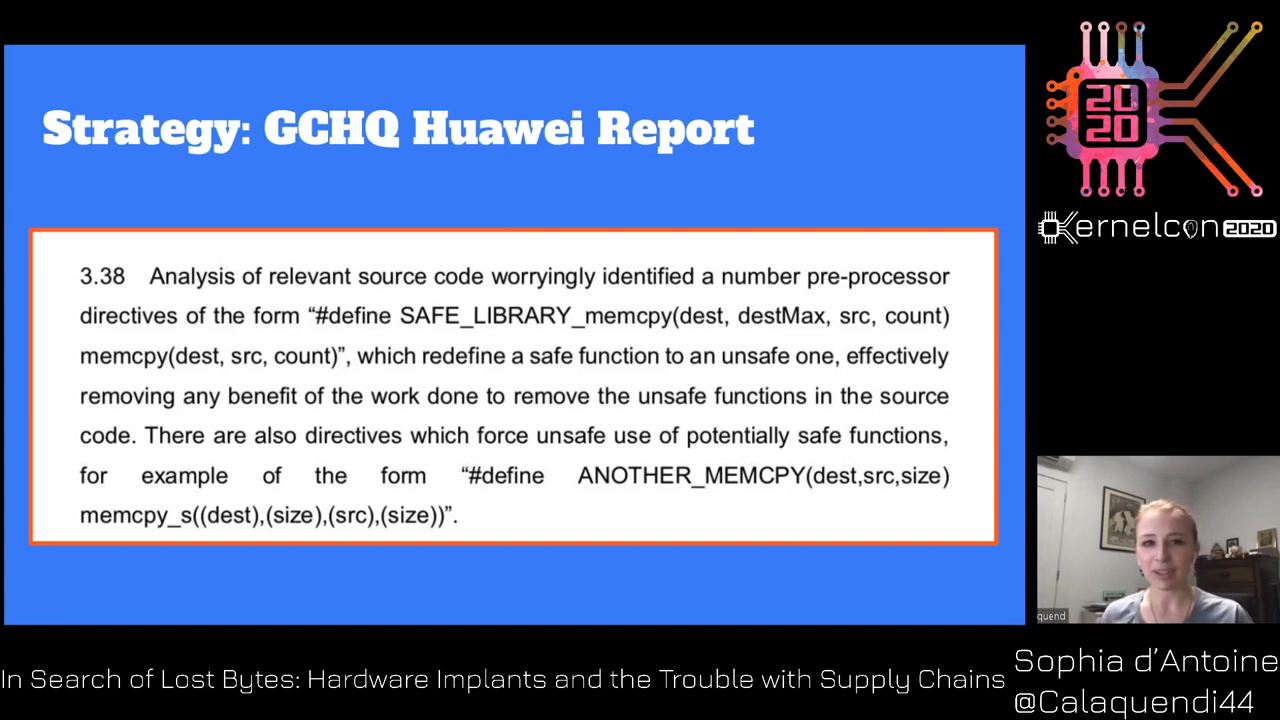 Strategy: GCHQ Huawei Report
3.38 Analysis of relevant source code worryingly identified a number pre-processor
directives of the form “#define SAFE_LIBRARY_memcpy(dest, destMax, src, count)
memcpy(dest, src, count)”, which redefine a safe function to an unsafe one, effectively
removing any benefit of the work done to remove the unsafe functions in the source
code. There are also directives which force unsafe use of potentially safe functions,
for example of the form “#define ANOTHER_MEMCPY(dest,src,size)
memcpy_s((dest),(size),(src),(size))”.
20
20
Kernelcon 2020
quend
In Search of Lost Bytes: Hardware Implants and the Trouble with Supply Chains
Sophia d’Antoine
@Calaquendi44